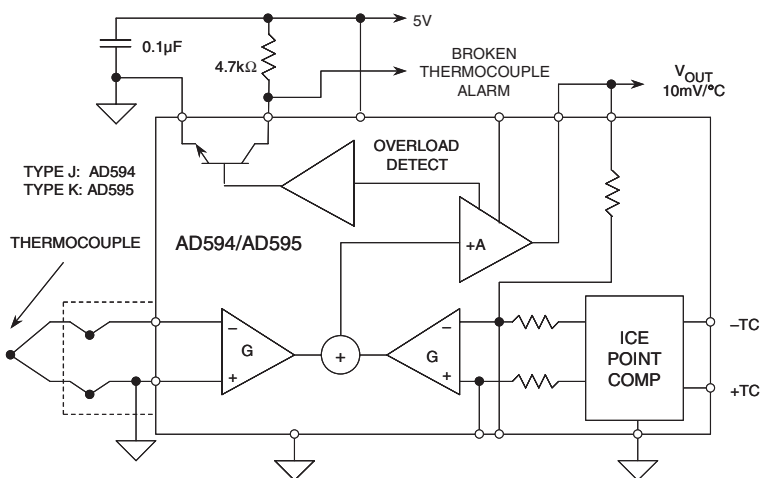 5V
0.1µF
4.7kΩ
BROKEN
THERMOCOUPLE
ALARM
VOUT
10mV/°C
OVERLOAD
DETECT
TYPE J: AD594
TYPE K: AD595
THERMOCOUPLE
AD594/AD595
+A
–
G
+
+
–
G
+
ICE
POINT
COMP
–TC
+TC